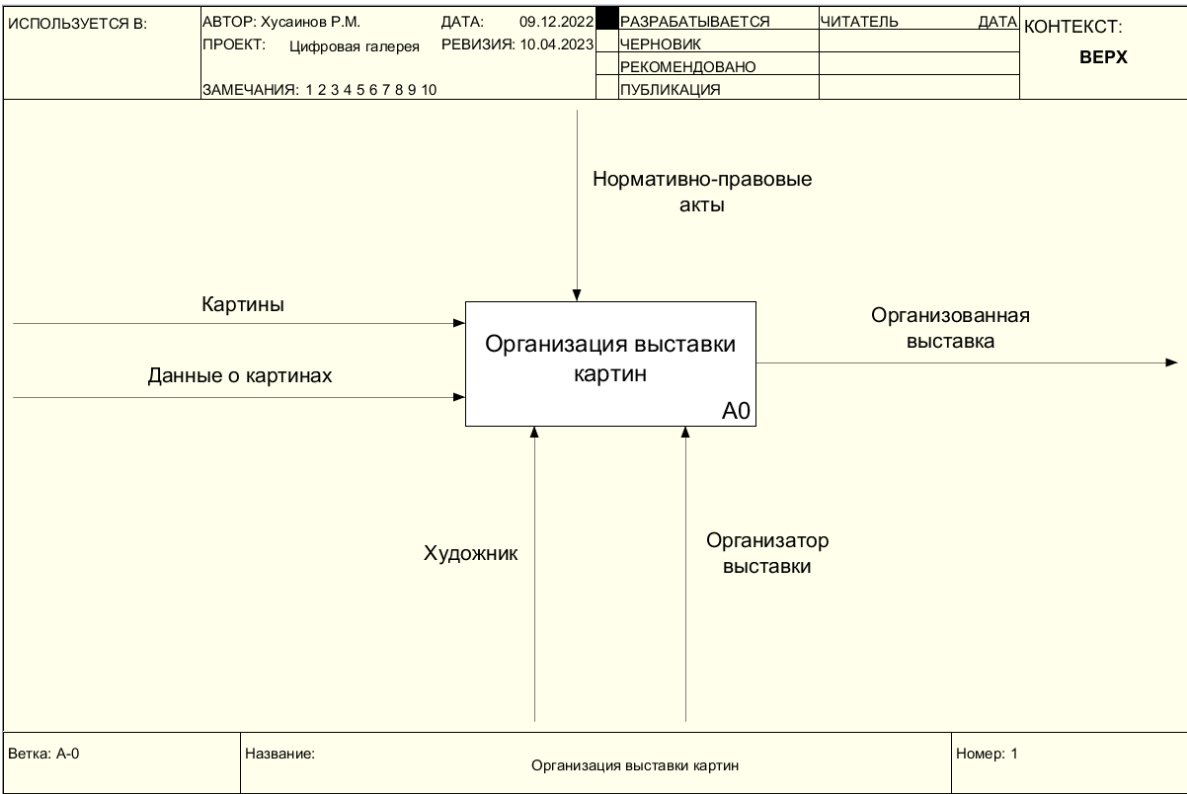 ИСПОЛЬЗУЕТСЯ В:
АВТОР: Хусаинов Р.М.
ДАТА: 09.12.2022
ПРОЕКТ: Цифровая галерея
РЕВИЗИЯ: 10.04.2023
ЗАМЕЧАНИЯ: 1 2 3 4 5 6 7 8 9 10
РАЗРАБАТЫВАЕТСЯ
ЧЕРНОВИК
РЕКОМЕНДОВАНО
ПУБЛИКАЦИЯ
ЧИТАТЕЛЬ ДАТА
КОНТЕКСТ:
ВЕРХ
Нормативно-правовые
акты
Картины
Данные о картинах
Организация выставки
картин
A0
Организованная
выставка
Художник
Организатор
выставки
Ветка: A-0
Название:
Организация выставки картин
Номер: 1